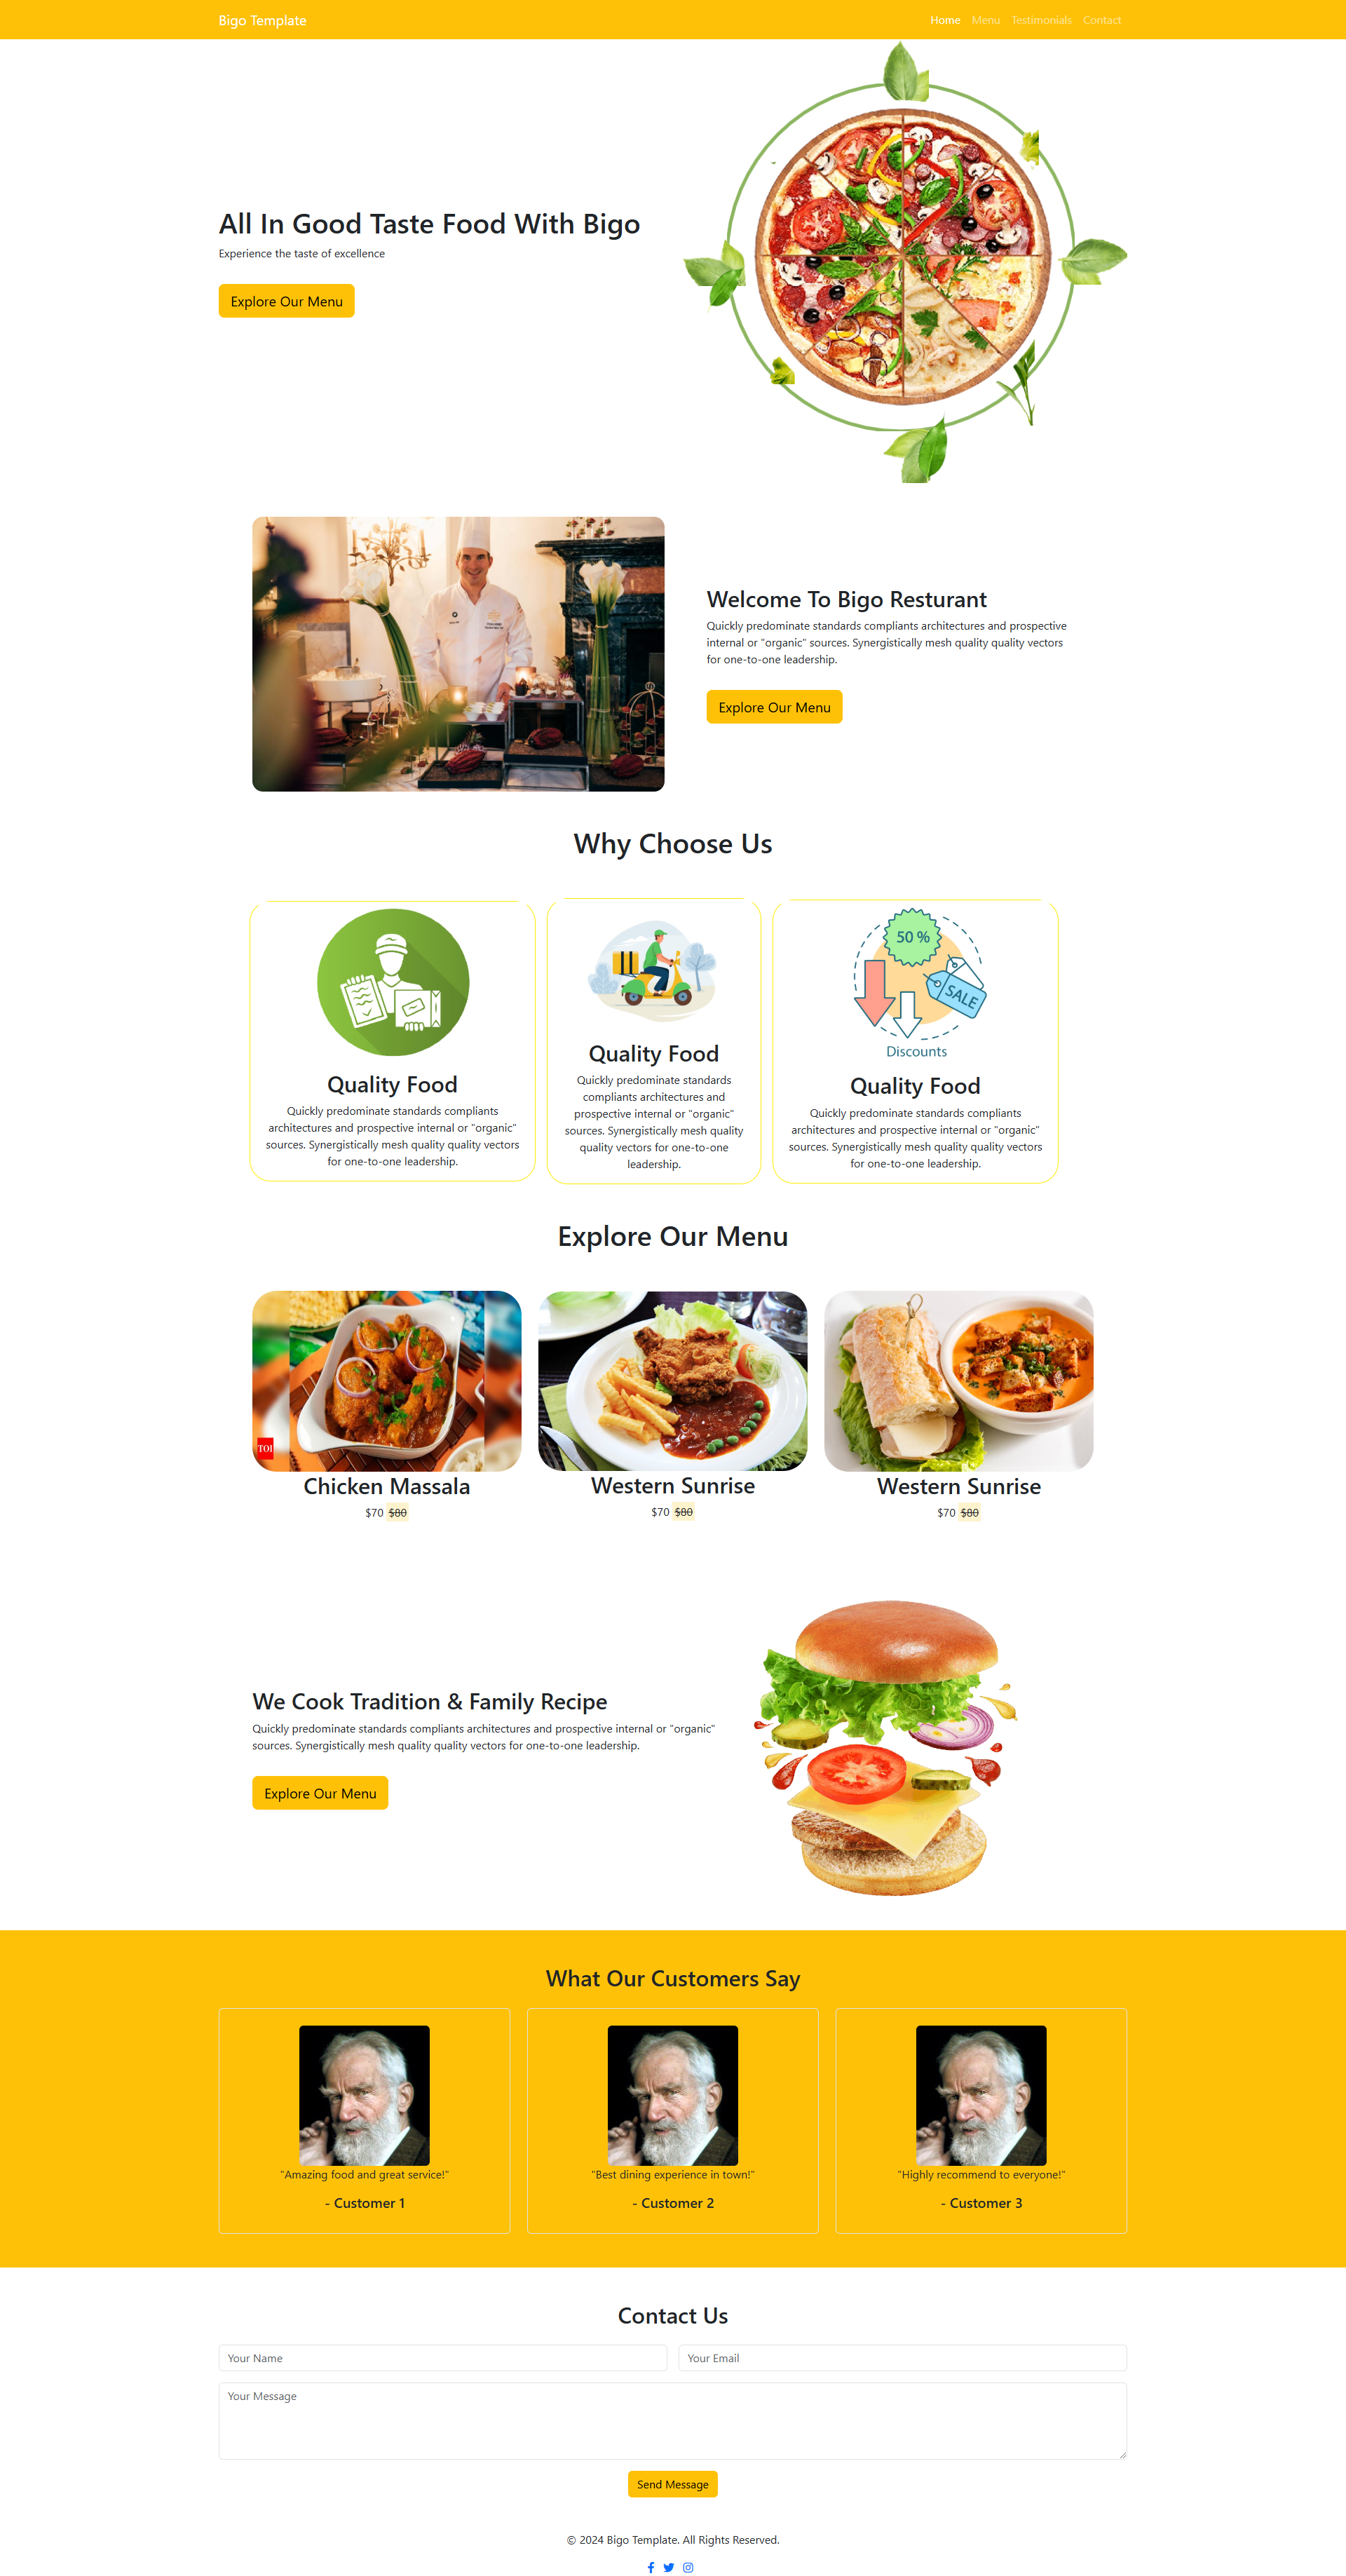 Bigo Template
Home Menu Testimonials Contact
All In Good Taste Food With Bigo
Experience the taste of excellence
Explore Our Menu
Welcome To Bigo Resturant
Quickly predominate standards compliants architectures and prospective
internal or "organic" sources. Synergistically mesh quality quality vectors
for one-to-one leadership.
Explore Our Menu
Why Choose Us
Quality Food
Quickly predominate standards compliants
architectures and prospective internal or "organic"
sources. Synergistically mesh quality quality vectors
for one-to-one leadership.
Quality Food
Quickly predominate standards
compliants architectures and
prospective internal or "organic"
sources. Synergistically mesh quality
quality vectors for one-to-one
leadership.
50 %
SALE
Discounts
Quality Food
Quickly predominate standards compliants
architectures and prospective internal or "organic"
sources. Synergistically mesh quality quality vectors
for one-to-one leadership.
Explore Our Menu
TOI
Chicken Massala
$70 $80
Western Sunrise
$70 $80
Western Sunrise
$70 $80
We Cook Tradition & Family Recipe
Quickly predominate standards compliants architectures and prospective internal or "organic"
sources. Synergistically mesh quality quality vectors for one-to-one leadership.
Explore Our Menu
What Our Customers Say
"Amazing food and great service!"
- Customer 1
"Best dining experience in town!"
- Customer 2
"Highly recommend to everyone!"
- Customer 3
Contact Us
Your Name
Your Email
Your Message
Send Message
© 2024 Bigo Template. All Rights Reserved.